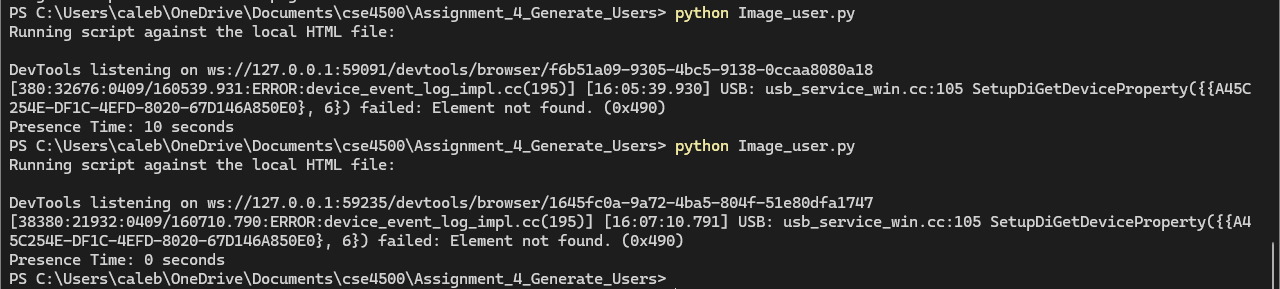 PS C:\Users\caleb\OneDrive\Documents\cse4500\Assignment_4_Generate_Users> python Image_user.py
Running script against the local HTML file:
DevTools listening on ws://127.0.0.1:59091/devtools/browser/f6b51a09-9305-4bc5-9138-0ccaa8080a18
[380:32676:0409/160539.931:ERROR:device_event_log_impl.cc(195)] [16:05:39.930] USB: usb_service_win.cc:105 SetupDiGetDeviceProperty({{A45C
254E-DF1C-4EFD-8020-67D146A850E0}, 6}) failed: Element not found. (0x490)
Presence Time: 10 seconds
PS C:\Users\caleb\OneDrive\Documents\cse4500\Assignment_4_Generate_Users> python Image_user.py
Running script against the local HTML file:
DevTools listening on ws://127.0.0.1:59235/devtools/browser/1645fc0a-9a72-4ba5-804f-51e80dfa1747
[38380:21932:0409/160710.790:ERROR:device_event_log_impl.cc(195)] [16:07:10.791] USB: usb_service_win.cc:105 SetupDiGetDeviceProperty({{A4
5C254E-DF1C-4EFD-8020-67D146A850E0}, 6}) failed: Element not found. (0x490)
Presence Time: 0 seconds
PS C:\Users\caleb\OneDrive\Documents\cse4500\Assignment_4_Generate_Users>